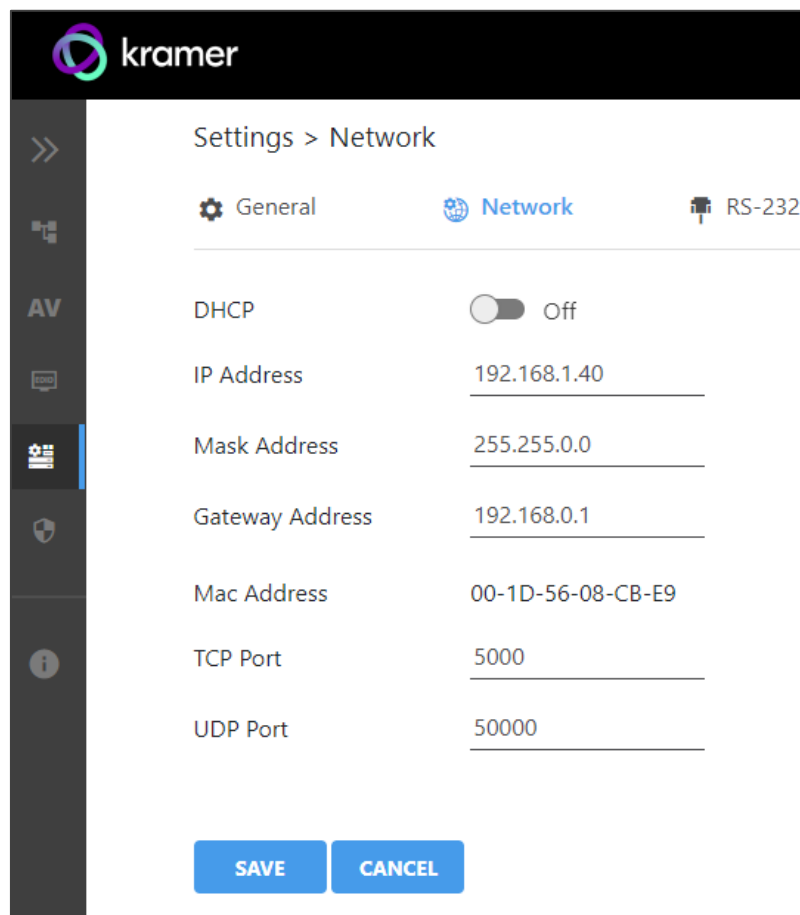 kramer
Settings > Network
General Network RS-232
DHCP Off
IP Address 192.168.1.40
AV
Mask Address 255.255.0.0
EDID
Gateway Address 192.168.0.1
Mac Address 00-1D-56-08-CB-E9
TCP Port 5000
UDP Port 50000
SAVE CANCEL